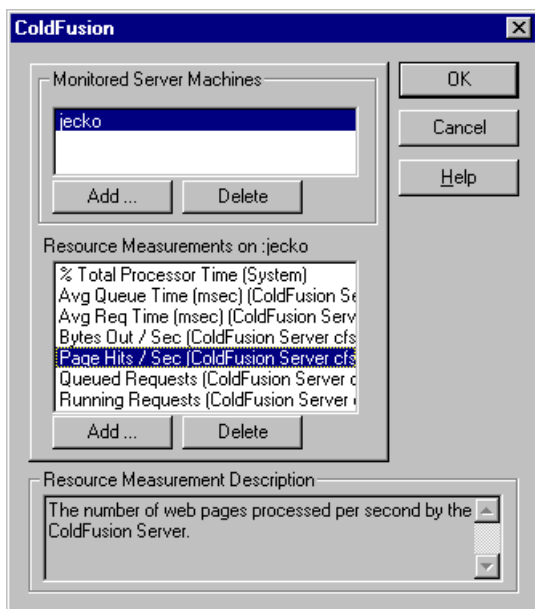 ColdFusion
Monitored Server Machines
jecko
Add ...
Delete
OK
Cancel
Help
Resource Measurements on :jecko
% Total Processor Time (System)
Avg Queue Time (msec) (ColdFusion Se
Avg Req Time (msec) (ColdFusion Serv
Bytes Out / Sec (ColdFusion Server cfs
Page Hits / Sec (ColdFusion Server cfs
Queued Requests (ColdFusion Server c
Running Requests (ColdFusion Server
Add ...
Delete
Resource Measurement Description
The number of web pages processed per second by the
ColdFusion Server.